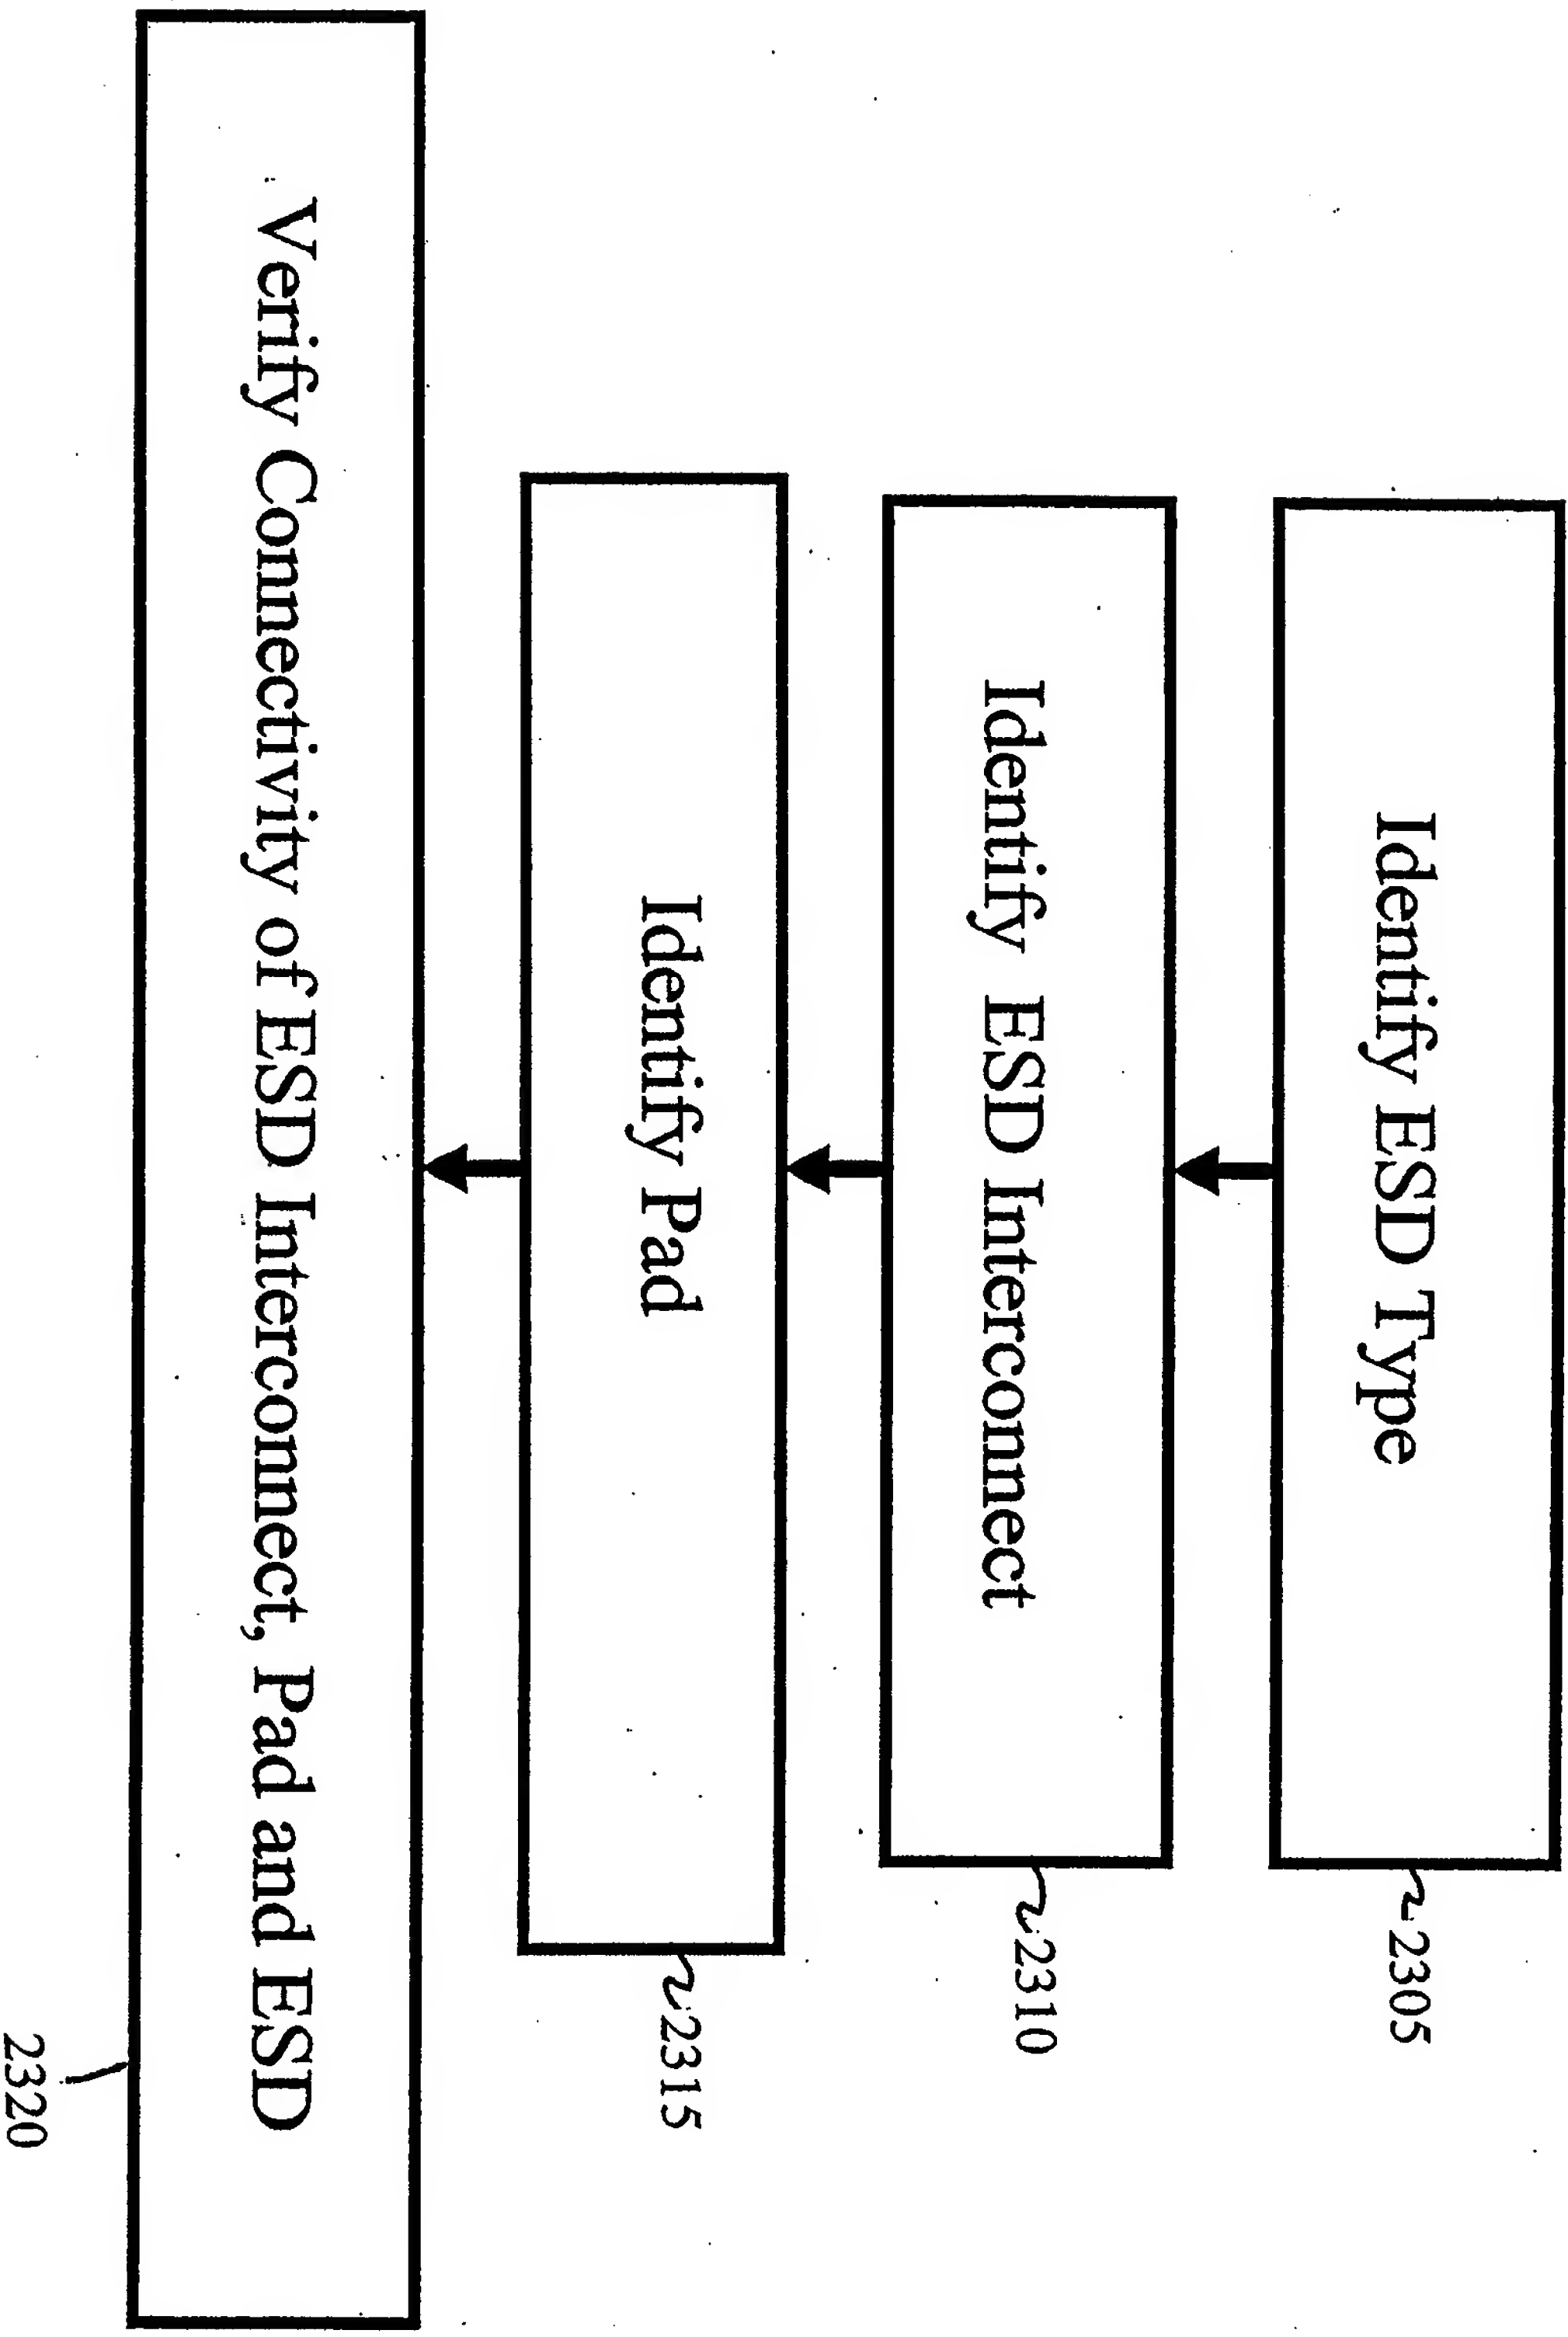 Identify ESD Type
2305
Identify ESD Interconnect
2310
Identify Pad
2315
Verify Connectivity of ESD Interconnect, Pad and ESD
2320